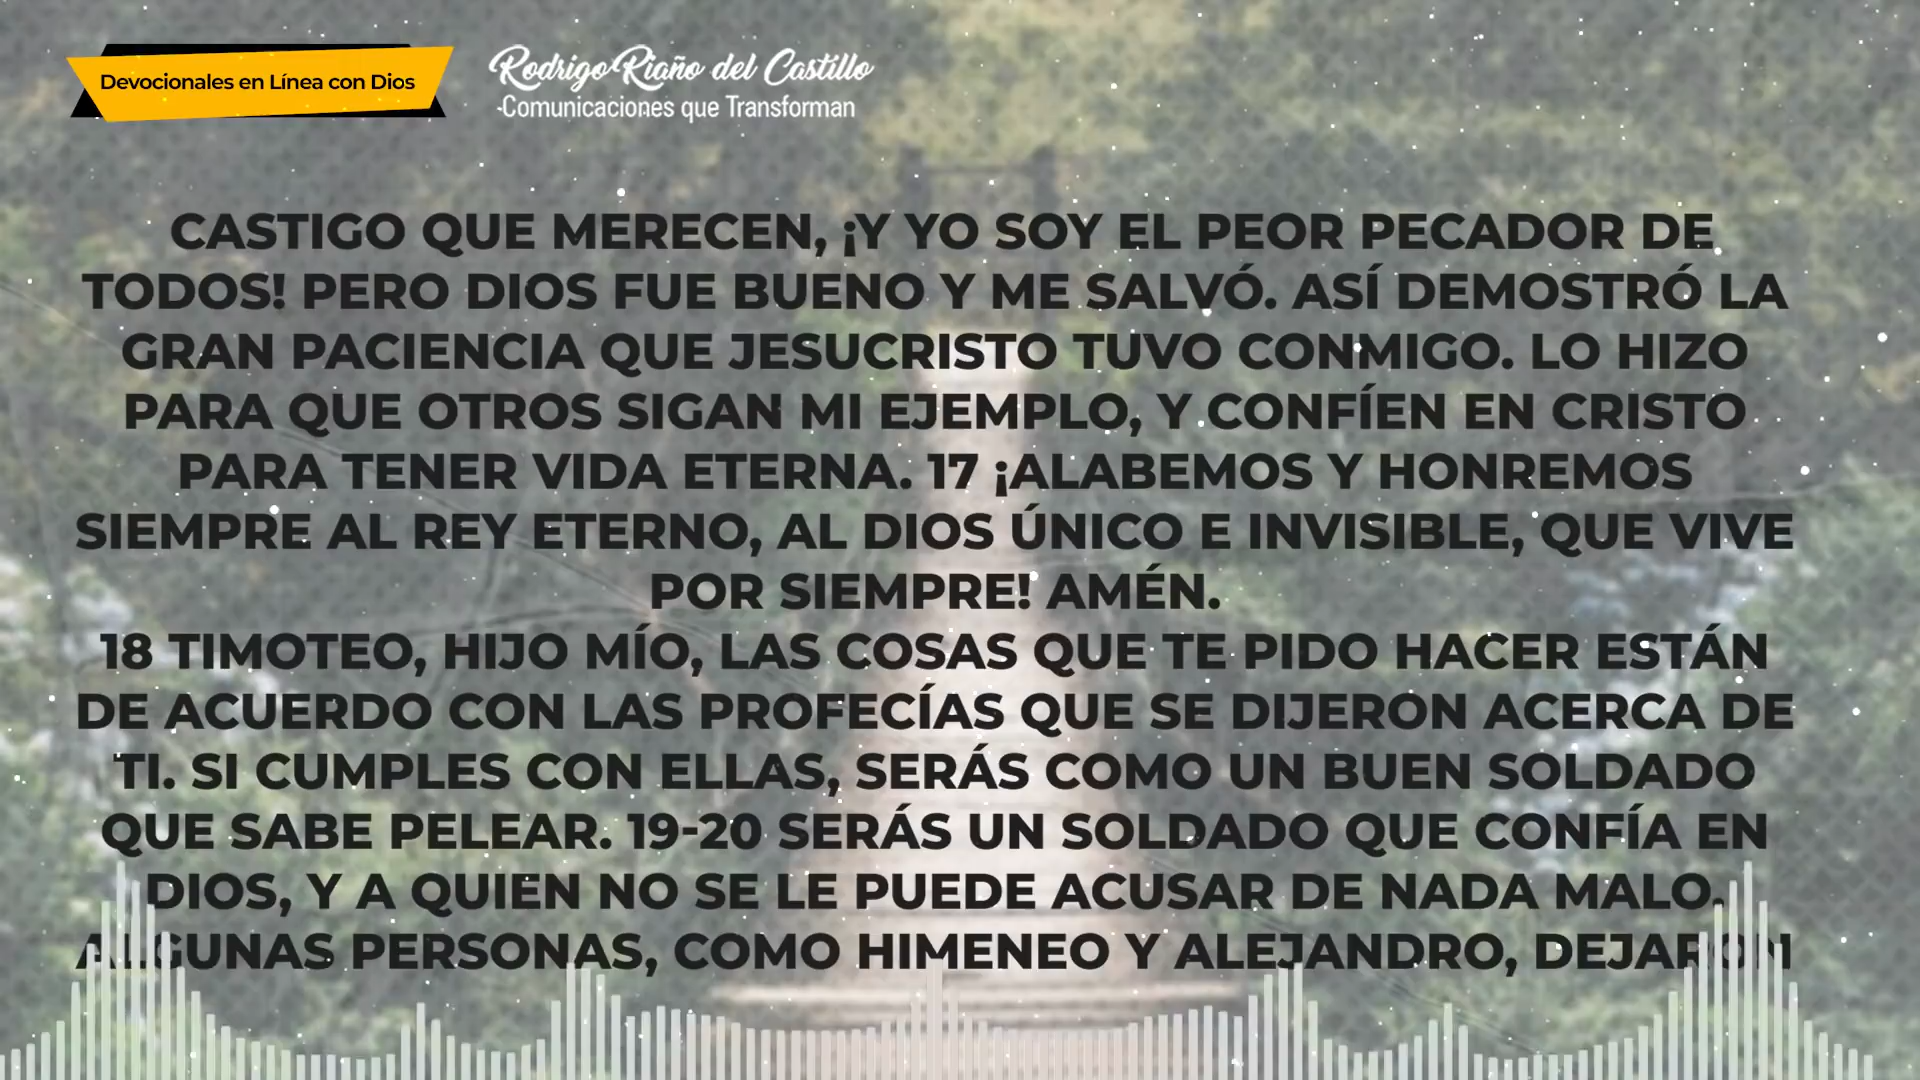 Devocionales en Línea con Dios
Rodrigo Riaño del Castillo
Comunicaciones que Transforman
CASTIGO QUE MERECEN, ¡Y YO SOY EL PEOR PECADOR DE
TODOS! PERO DIOS FUE BUENO Y ME SALVÓ. ASÍ DEMOSTRÓ LA
GRAN PACIENCIA QUE JESUCRISTO TUVO CONMIGO. LO HIZO
PARA QUE OTROS SIGAN MI EJEMPLO, Y CONFÍEN EN CRISTO
PARA TENER VIDA ETERNA. 17 ¡ALABEMOS Y HONREMOS
SIEMPRE AL REY ETERNO, AL DIOS ÚNICO E INVISIBLE, QUE VIVE
POR SIEMPRE! AMÉN.
18 TIMOTEO, HIJO MÍO, LAS COSAS QUE TE PIDO HACER ESTÁN
DE ACUERDO CON LAS PROFECÍAS QUE SE DIJERON ACERCA DE
TI. SI CUMPLES CON ELLAS, SERÁS COMO UN BUEN SOLDADO
QUE SABE PELEAR. 19-20 SERÁS UN SOLDADO QUE CONFÍA EN
DIOS, Y A QUIEN NO SE LE PUEDE ACUSAR DE NADA MALO.
ALGUNAS PERSONAS, COMO HIMENEO Y ALEJANDRO, DEJARON